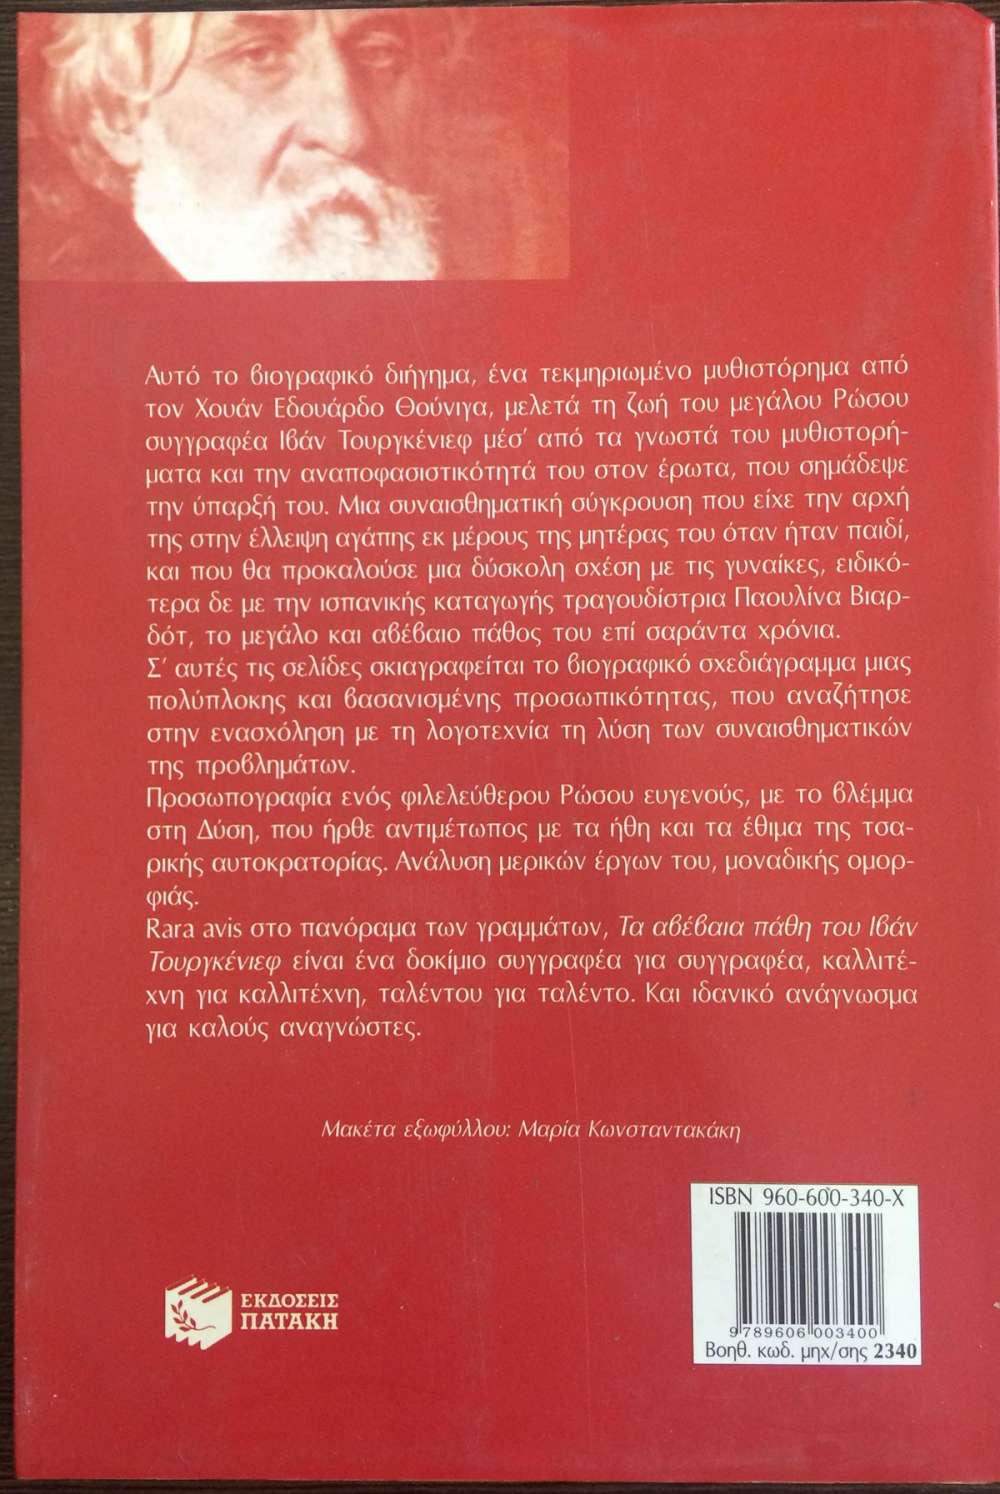 Αυτό το βιογραφικό διήγημα, ένα τεκμηριωμένο μυθιστόρημα από
τον Χουάν Εδουάρδο Θούνιγα, μελετά τη ζωή του μεγάλου Ρώσου
συγγραφέα Ιβάν Τουργκένιεφ μέσ' από τα γνωστά του μυθιστορή-
ματα και την αναποφασιστικότητά του στον έρωτα, που σημάδεψε
την ύπαρξή του. Μια συναισθηματική σύγκρουση που είχε την αρχή
της στην έλλειψη αγάπης εκ μέρους της μητέρας του όταν ήταν παιδί,
και που θα προκαλούσε μια δύσκολη σχέση με τις γυναίκες, ειδικό-
τερα δε με την ισπανικής καταγωγής τραγουδίστρια Παουλίνα Βιαρ-
δότ, το μεγάλο και αβέβαιο πάθος του επί σαράντα χρόνια.
Σ' αυτές τις σελίδες σκιαγραφείται το βιογραφικό σχεδιάγραμμα μιας
πολύπλοκης και βασανισμένης προσωπικότητας, που αναζήτησε
στην ενασχόληση με τη λογοτεχνία τη λύση των συναισθηματικών
της προβλημάτων.
Προσωπογραφία ενός φιλελεύθερου Ρώσου ευγενούς, με το βλέμμα
στη Δύση, που ήρθε αντιμέτωπος με τα ήθη και τα έθιμα της τσα-
ρικής αυτοκρατορίας. Ανάλυση μερικών έργων του, μοναδικής ομορ-
φιάς.
Rara avis στο πανόραμα των γραμμάτων, Τα αβέβαια πάθη του Ιβάν
Τουργκένιεφ είναι ένα δοκίμιο συγγραφέα για συγγραφέα, καλλιτέ-
χνη για καλλιτέχνη, ταλέντου για ταλέντο. Και ιδανικό ανάγνωσμα
για καλούς αναγνώστες.
Μακέτα εξωφύλλου: Μαρία Κωνσταντακάκη
ISBN 960-600-340-X
9 789606 003400
Βοηθ. κωδ. μηχ/σης 2340
ΕΚΔΟΣΕΙΣ
ΠΑΤΑΚΗ